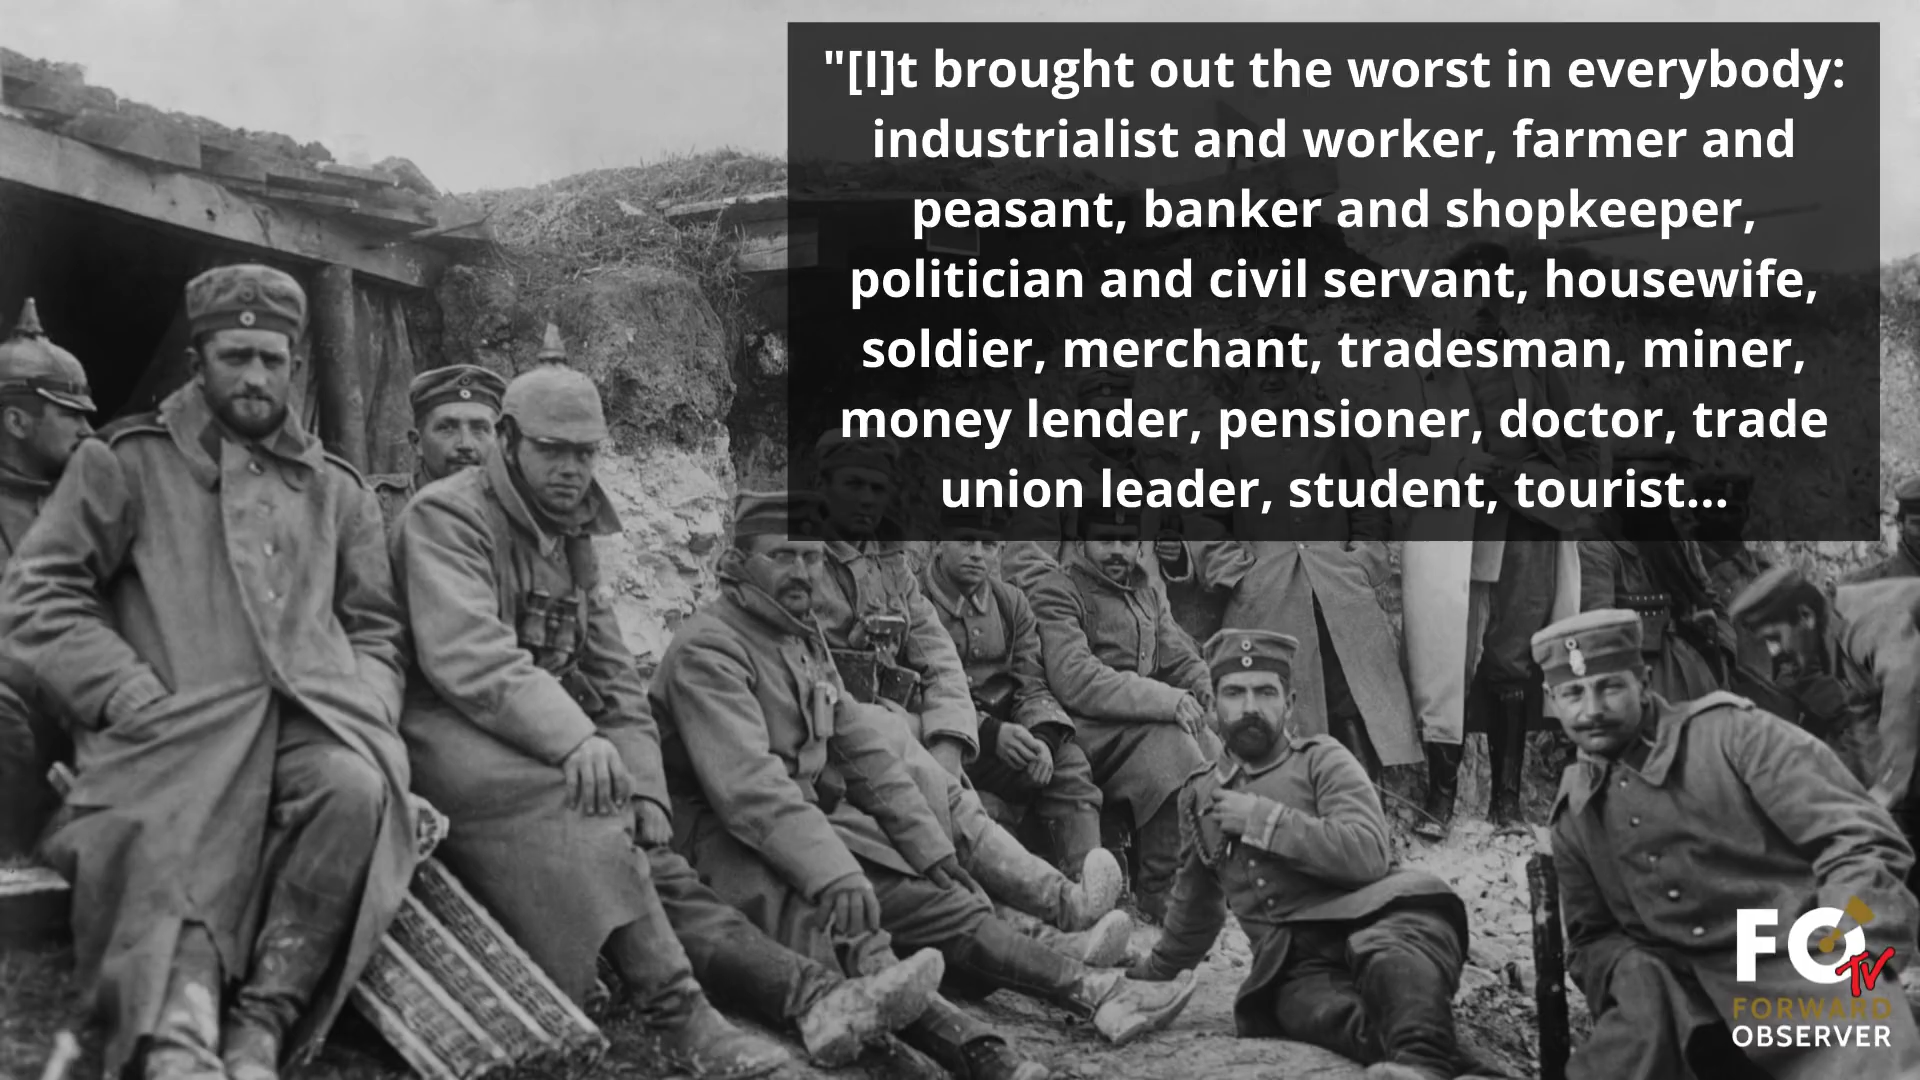 "[I]t brought out the worst in everybody:
industrialist and worker, farmer and
peasant, banker and shopkeeper,
politician and civil servant, housewife,
soldier, merchant, tradesman, miner,
money lender, pensioner, doctor, trade
union leader, student, tourist...
FO
TV
FORWARD
OBSERVER